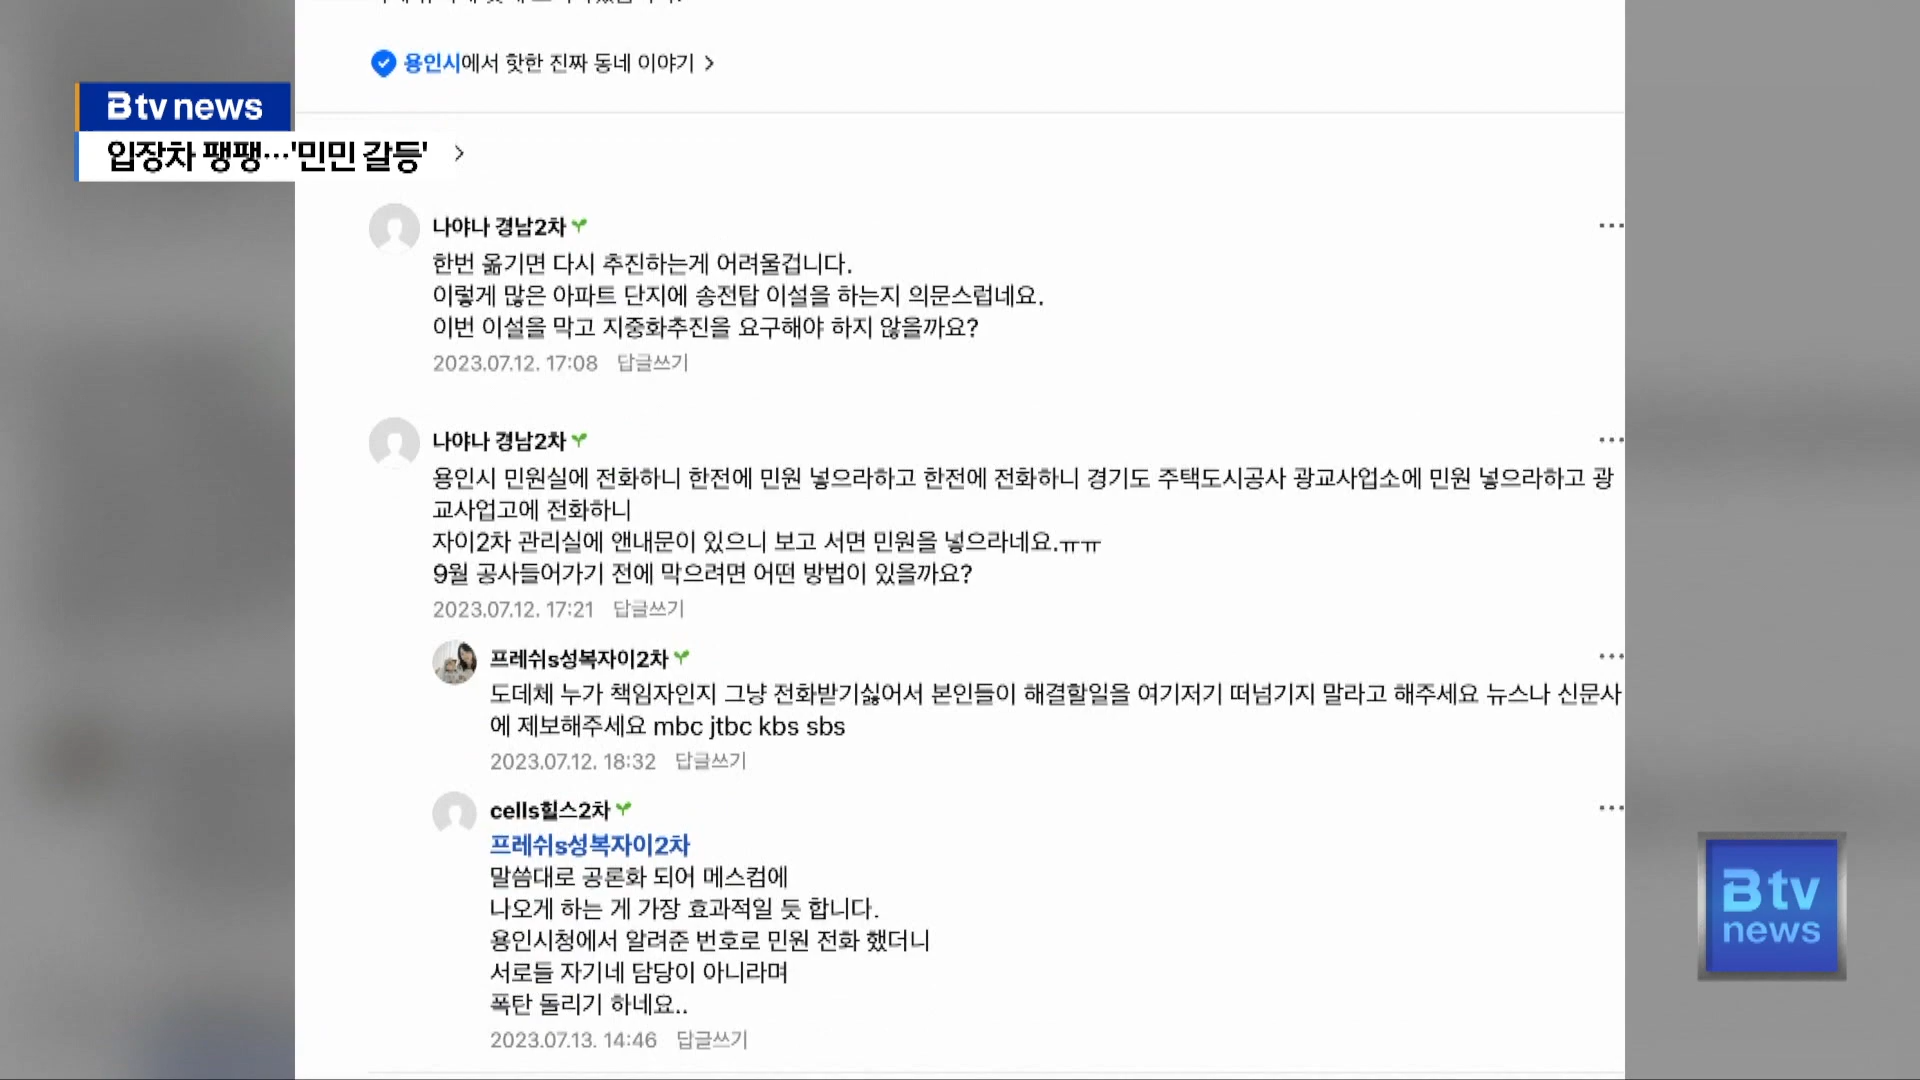 용인시에서 핫한 진짜 동네 이야기 >
B tv news
입장차 팽팽…'민민 갈등'
나야나 경남2차
한번 옮기면 다시 추진하는게 어려울겁니다.
이렇게 많은 아파트 단지에 송전탑 이설을 하는지 의문스럽네요.
이번 이설을 막고 지중화추진을 요구해야 하지 않을까요?
2023.07.12. 17:08 답글쓰기
나야나 경남2차
용인시 민원실에 전화하니 한전에 민원 넣으라하고 한전에 전화하니 경기도 주택도시공사 광교사업소에 민원 넣으라하고 광
교사업고에 전화하니
자이2차 관리실에 앤내문이 있으니 보고 서면 민원을 넣으라네요.ㅠㅠ
9월 공사들어가기 전에 막으려면 어떤 방법이 있을까요?
2023.07.12. 17:21 답글쓰기
프레쉬s성복자이2차
도데체 누가 책임자인지 그냥 전화받기싫어서 본인들이 해결할일을 여기저기 떠넘기지 말라고 해주세요 뉴스나 신문사
에 제보해주세요 mbc jtbc kbs sbs
2023.07.12. 18:32 답글쓰기
cells힐스2차
프레쉬s성복자이2차
말씀대로 공론화 되어 메스컴에
나오게 하는 게 가장 효과적일 듯 합니다.
용인시청에서 알려준 번호로 민원 전화 했더니
서로들 자기네 담당이 아니라며
폭탄 돌리기 하네요..
2023.07.13. 14:46 답글쓰기
B tv
news